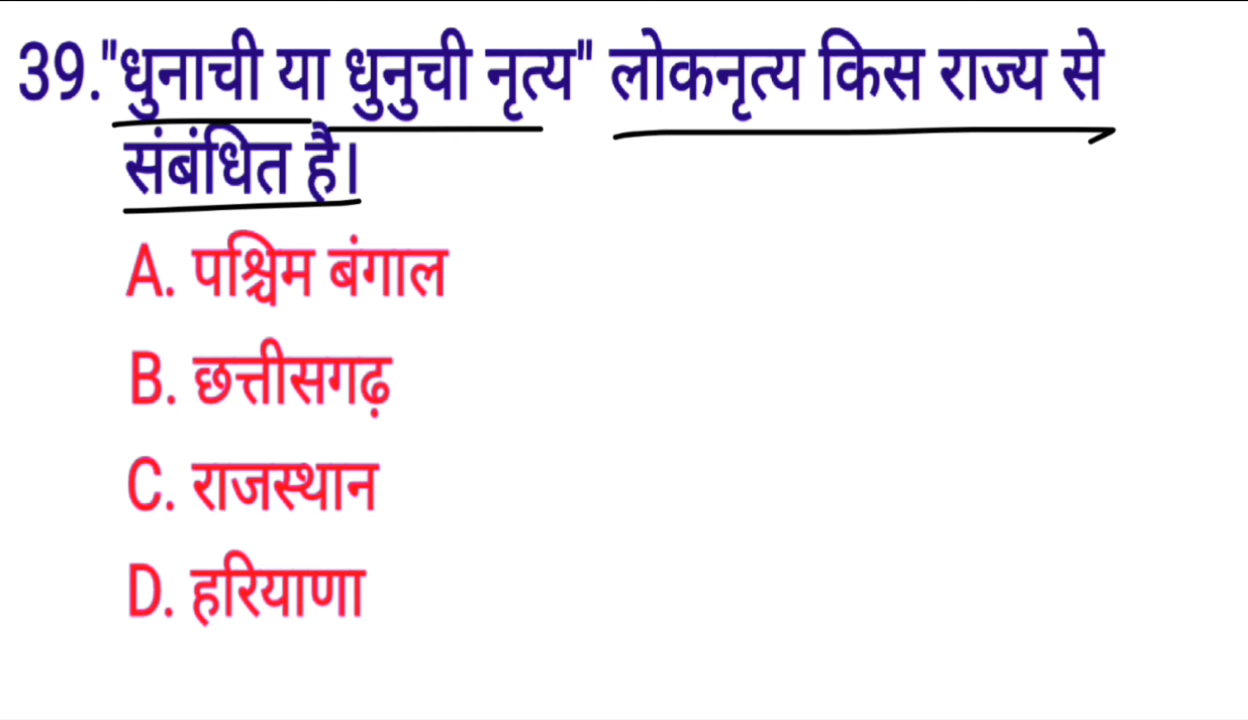 39."धुनाची या धुनुची नृत्य" लोकनृत्य किस राज्य से
संबंधित है।
A. पश्चिम बंगाल
B. छत्तीसगढ़
C. राजस्थान
D. हरियाणा